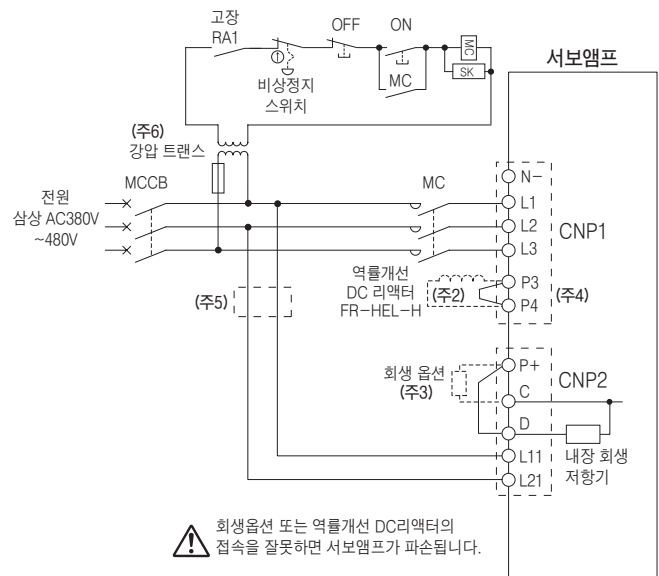 고장
RA1
OFF
ON
MC
SK
MC
비상정지
스위치
서보앰프
(주6)
강압 트랜스
MCCB
MC
전원
삼상 AC380V
~480V
N-
L1
L2
L3
CNP1
역률개선
DC 리액터
FR-HEL-H
(주2)
P3
P4
(주4)
(주5)
회생 옵션
(주3)
P+
C
D
L11
L21
CNP2
내장 회생
저항기
회생옵션 또는 역률개선 DC리액터의
접속을 잘못하면 서보앰프가 파손됩니다.